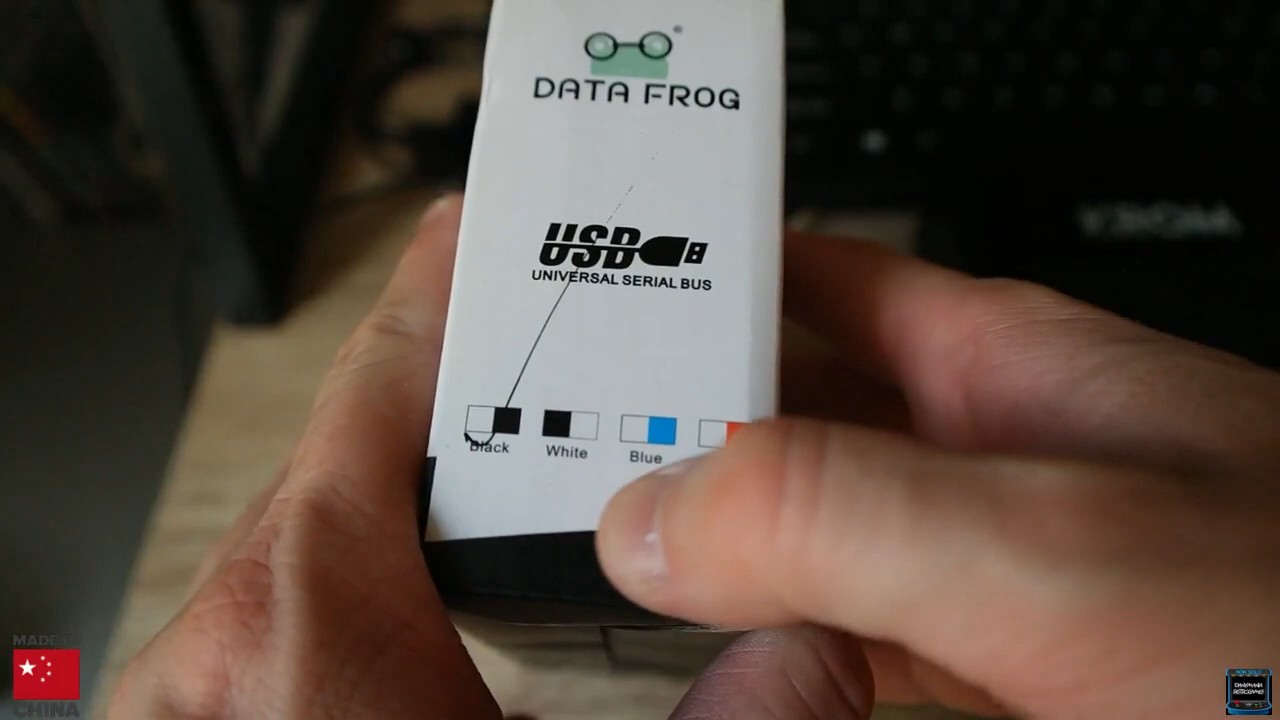 DATA FROG
USB
UNIVERSAL SERIAL BUS
Black White Blue
MADE IN
CHINA